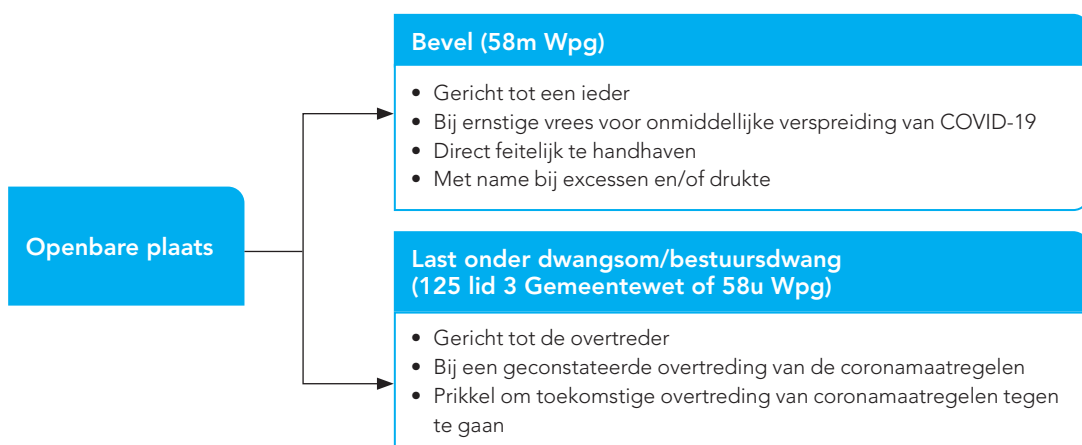 Bevel (58m Wpg)
• Gericht tot een ieder
• Bij ernstige vrees voor onmiddellijke verspreiding van COVID-19
• Direct feitelijk te handhaven
• Met name bij excessen en/of drukte
Openbare plaats
Last onder dwangsom/bestuursdwang
(125 lid 3 Gemeentewet of 58u Wpg)
• Gericht tot de overtreder
• Bij een geconstateerde overtreding van de coronamaatregelen
• Prikkel om toekomstige overtreding van coronamaatregelen tegen
te gaan